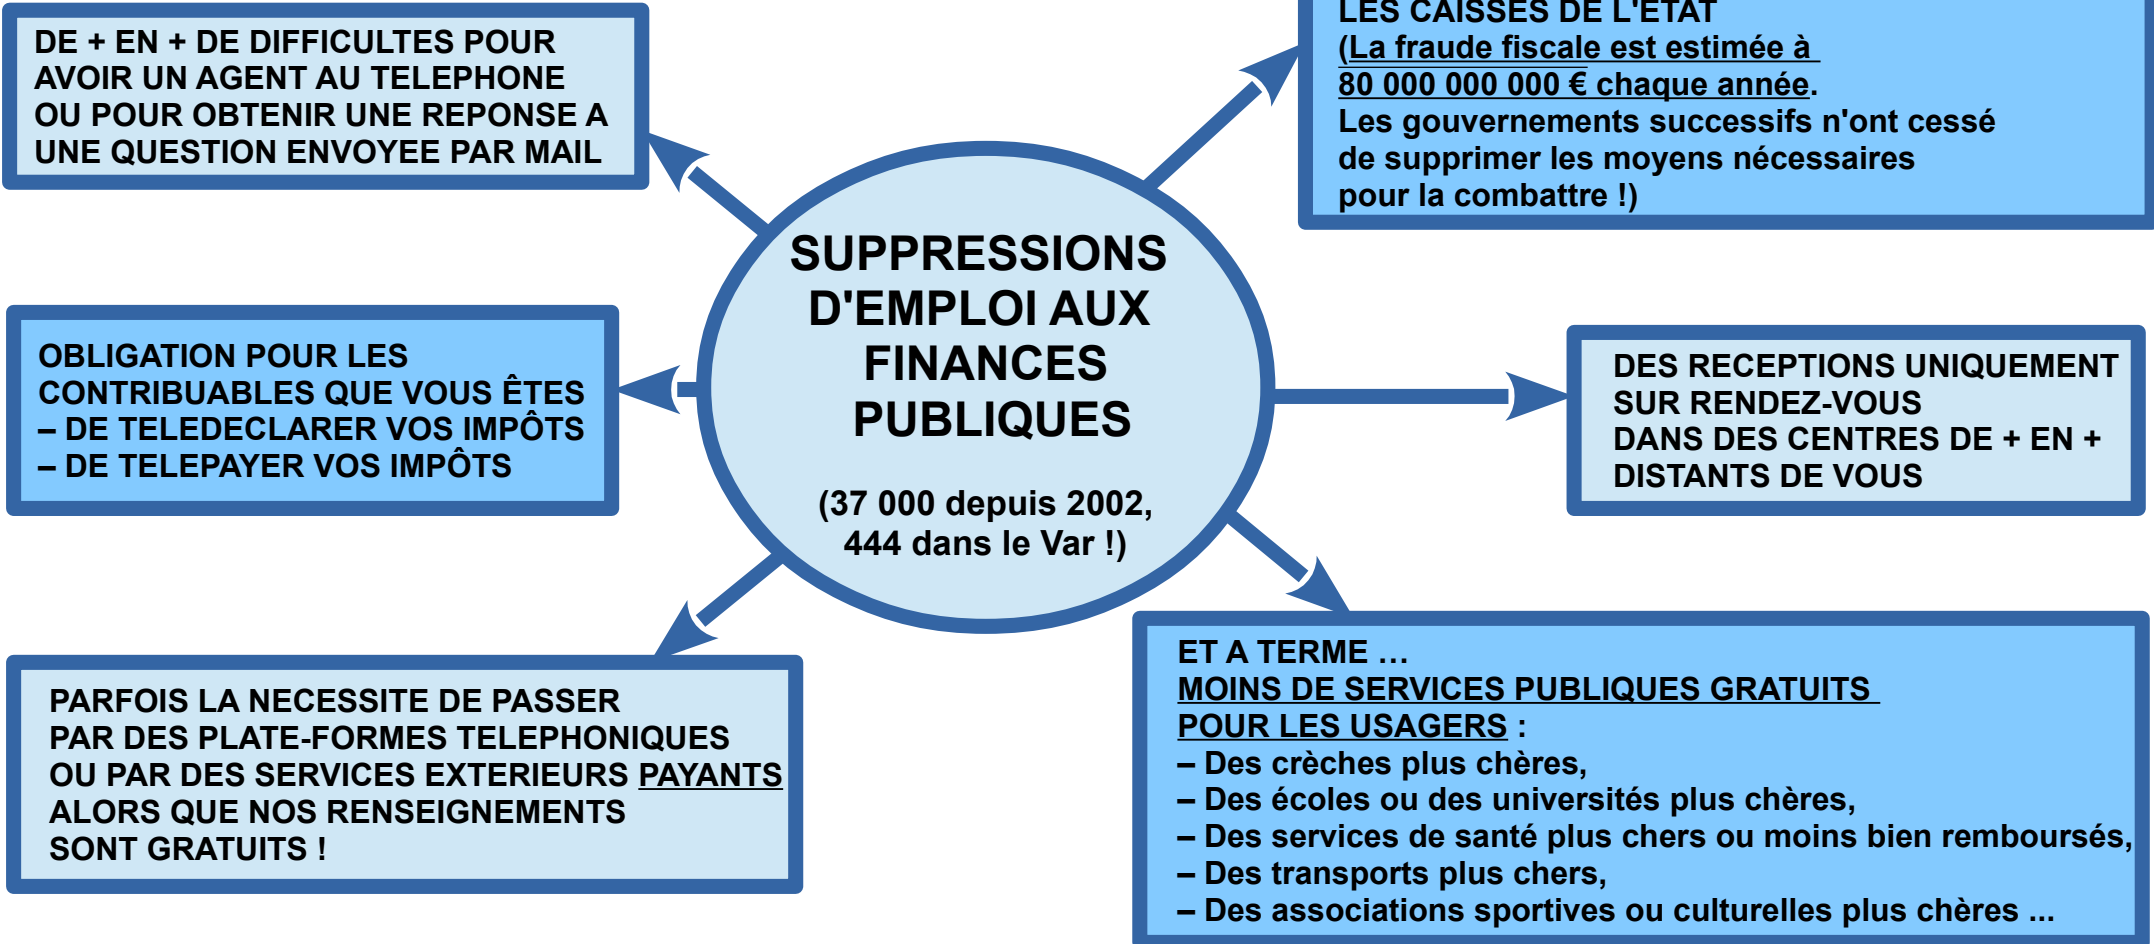 DE + EN + DE DIFFICULTES POUR
AVOIR UN AGENT AU TELEPHONE
OU POUR OBTENIR UNE REPONSE A
UNE QUESTION ENVOYEE PAR MAIL
LES CAISSES DE L'ETAT
(La fraude fiscale est estimée à
80 000 000 000 € chaque année.
Les gouvernements successifs n'ont cessé
de supprimer les moyens nécessaires
pour la combattre !)
SUPPRESSIONS
D'EMPLOI AUX
FINANCES
PUBLIQUES
(37 000 depuis 2002,
444 dans le Var !)
OBLIGATION POUR LES
CONTRIBUABLES QUE VOUS ÊTES
– DE TELEDECLARER VOS IMPÔTS
– DE TELEPAYER VOS IMPÔTS
DES RECEPTIONS UNIQUEMENT
SUR RENDEZ-VOUS
DANS DES CENTRES DE + EN +
DISTANTS DE VOUS
PARFOIS LA NECESSITE DE PASSER
PAR DES PLATE-FORMES TELEPHONIQUES
OU PAR DES SERVICES EXTERIEURS PAYANTS
ALORS QUE NOS RENSEIGNEMENTS
SONT GRATUITS !
ET A TERME …
MOINS DE SERVICES PUBLIQUES GRATUITS
POUR LES USAGERS :
– Des crèches plus chères,
– Des écoles ou des universités plus chères,
– Des services de santé plus chers ou moins bien remboursés,
– Des transports plus chers,
– Des associations sportives ou culturelles plus chères ...